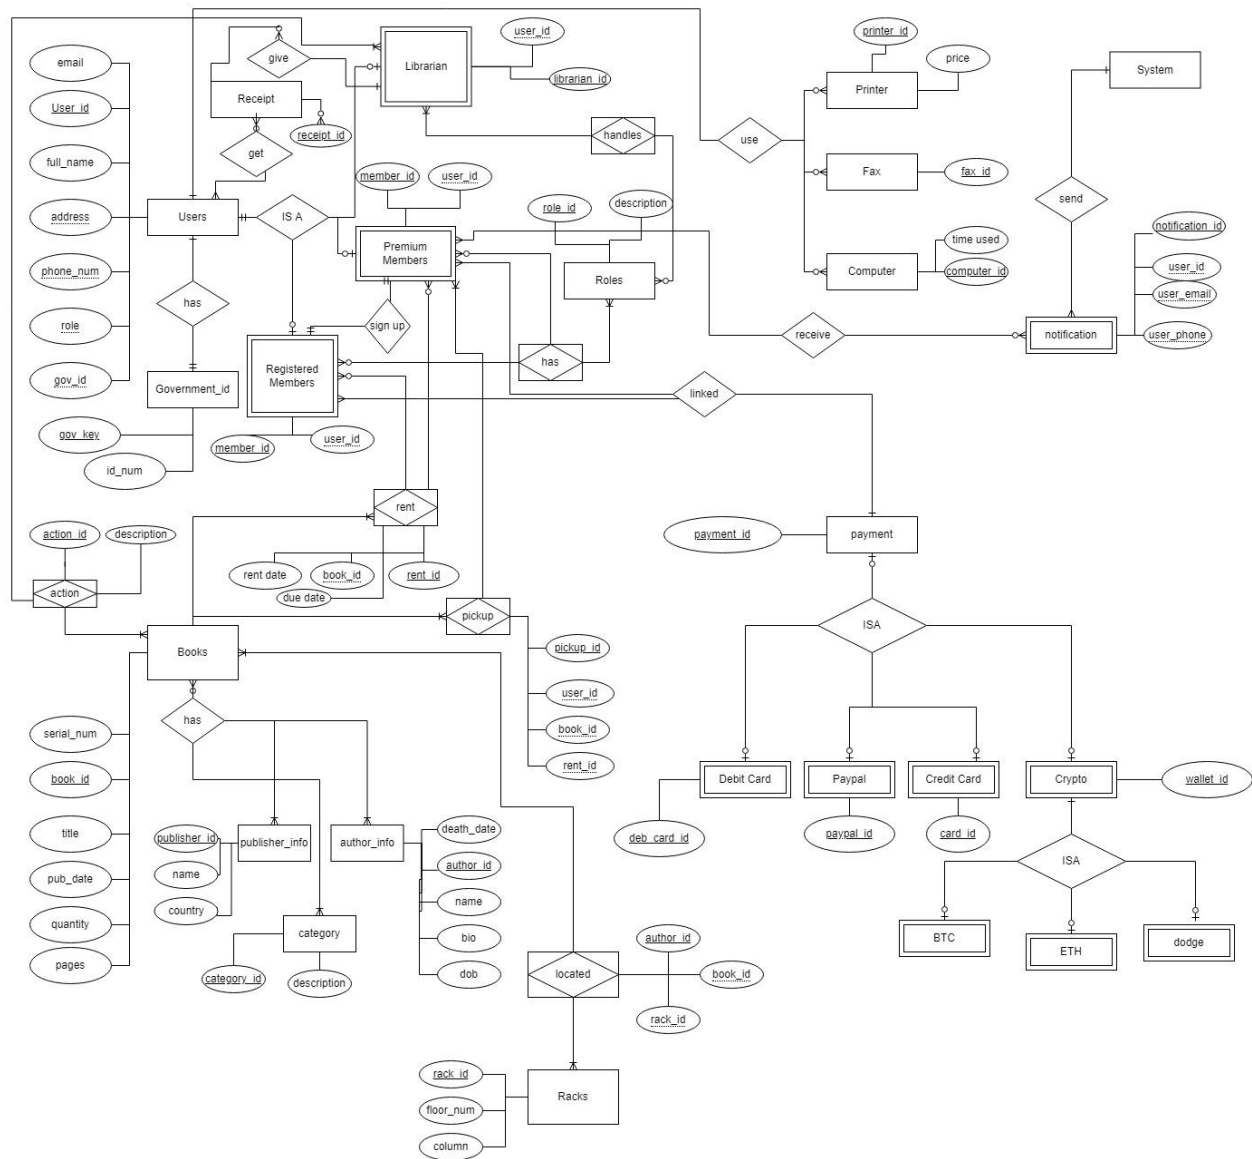 user_id
printer_id
email
give
Librarian
price
System
librarian_id
Printer
User_id
Receipt
receipt_id
handles
use
get
full_name
member_id
user_id
Fax
fax_id
send
role_id
description
address
Users
IS A
notification_id
Premium
Members
time used
Computer
computer_id
user_id
phone_num
Roles
user_email
has
sign up
role
receive
notification
user_phone
Registered
Members
has
gov_id
Government_id
linked
gov_key
member_id
user_id
id_num
rent
action_id
description
payment_id
payment
rent date
book_id
rent_id
action
due date
pickup
ISA
Books
pickup_id
user_id
has
serial_num
book_id
rent_id
book_id
Debit Card
Paypal
Credit Card
Crypto
wallet_id
title
publisher_id
publisher_info
author_info
death_date
deb_card_id
paypal_id
card_id
author_id
ISA
name
pub_date
name
country
quantity
category
bio
author_id
BTC
ETH
dodge
pages
category_id
description
dob
located
book_id
rack_id
rack_id
Racks
floor_num
column